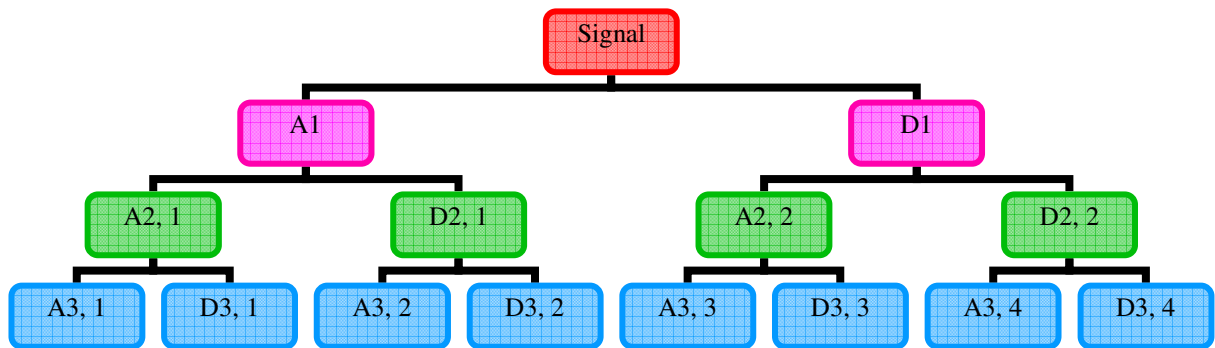 Signal
A1
D1
A2, 1
D2, 1
A2, 2
D2, 2
A3, 1
D3, 1
A3, 2
D3, 2
A3, 3
D3, 3
A3, 4
D3, 4